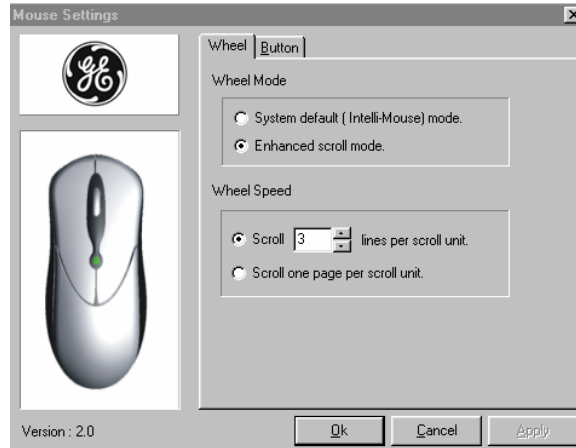 Mouse Settings
GE
Wheel
Button
Wheel Mode
System default ( Intelli-Mouse) mode.
Enhanced scroll mode.
Wheel Speed
Scroll 3 lines per scroll unit.
Scroll one page per scroll unit.
Version : 2.0
Ok
Cancel
Apply